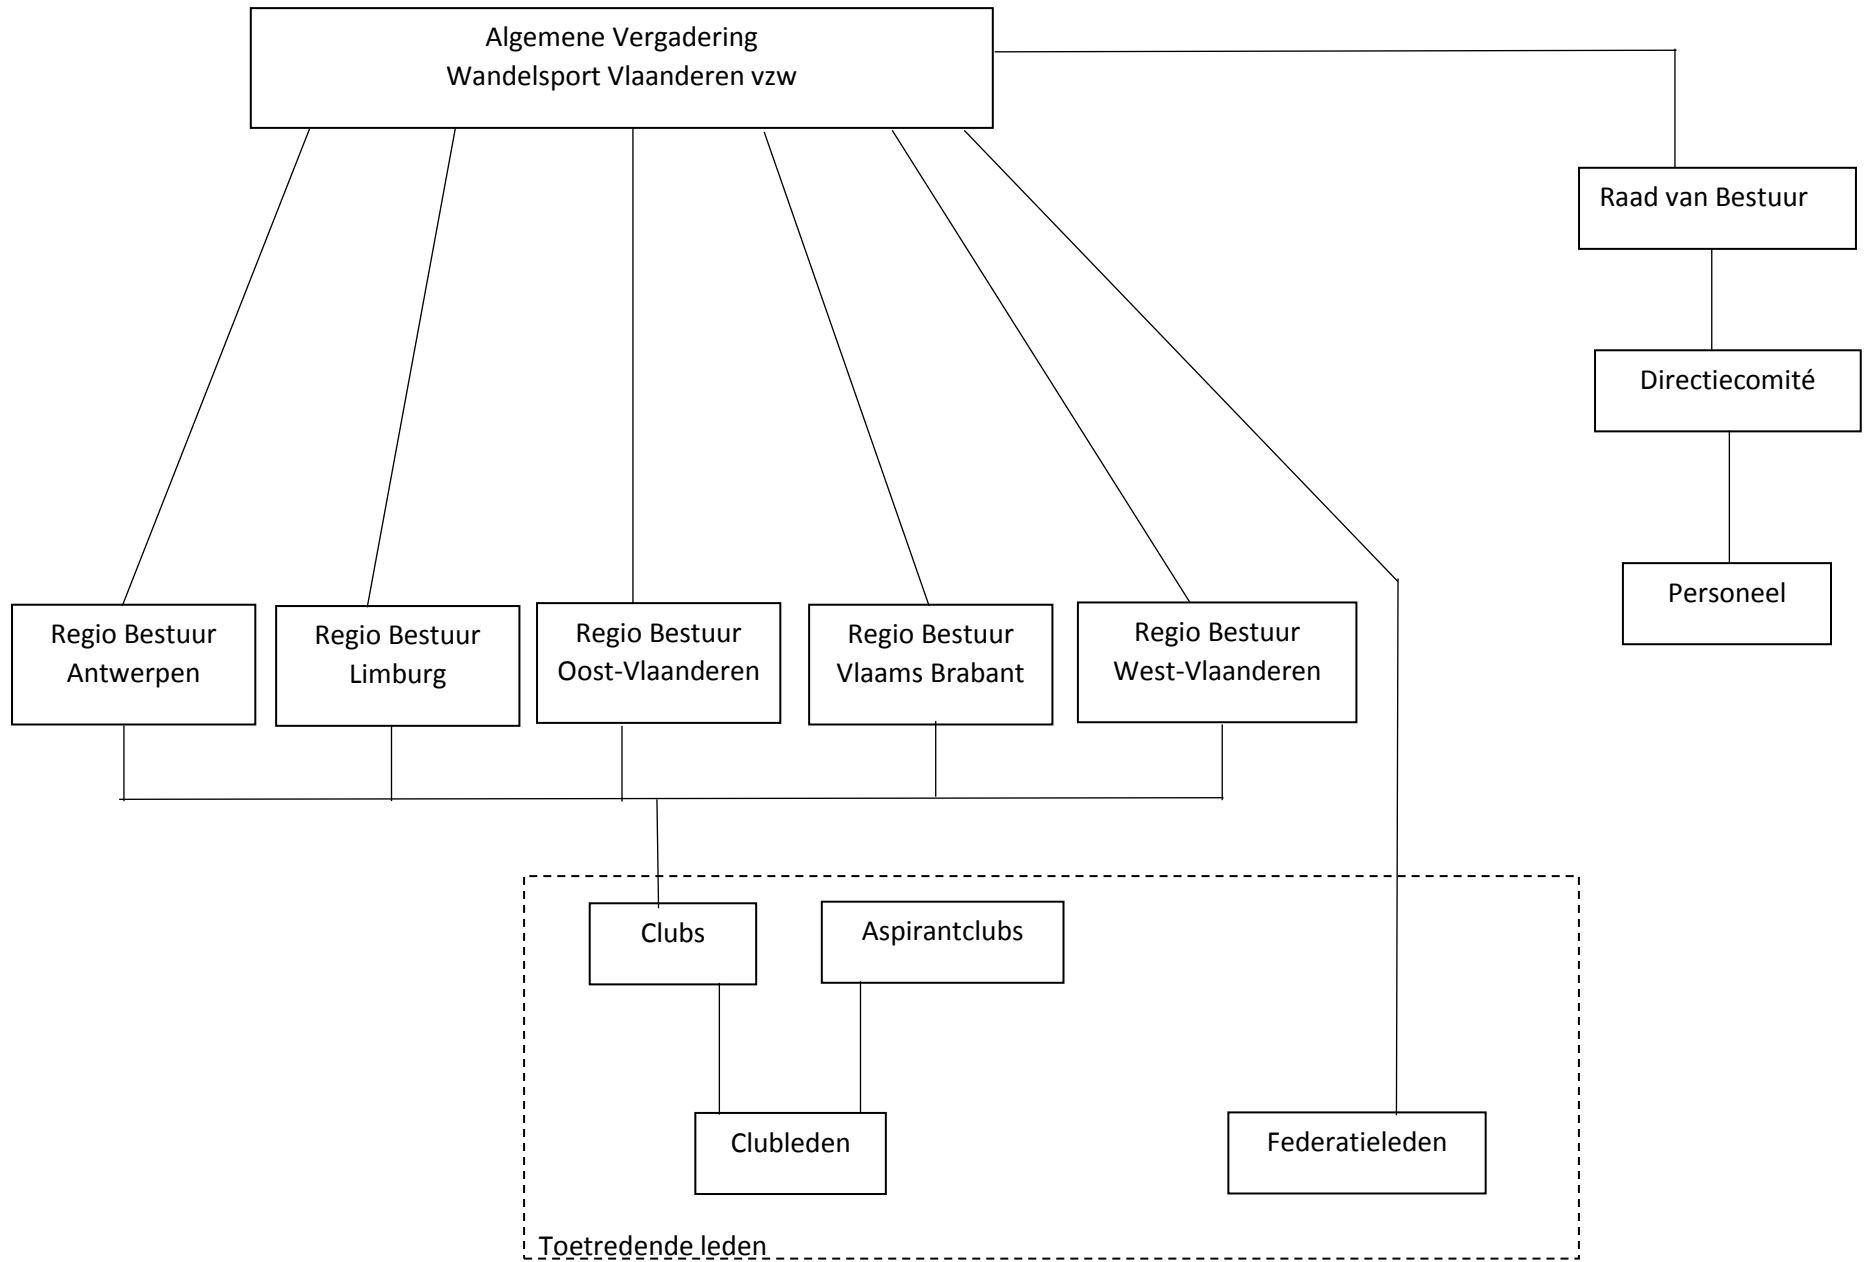 Algemene Vergadering
Wandelsport Vlaanderen vzw
Raad van Bestuur
Directiecomité
Personeel
Regio Bestuur
Antwerpen
Regio Bestuur
Limburg
Regio Bestuur
Oost-Vlaanderen
Regio Bestuur
Vlaams Brabant
Regio Bestuur
West-Vlaanderen
Clubs
Aspirantclubs
Clubleden
Federatieleden
Toetredende leden